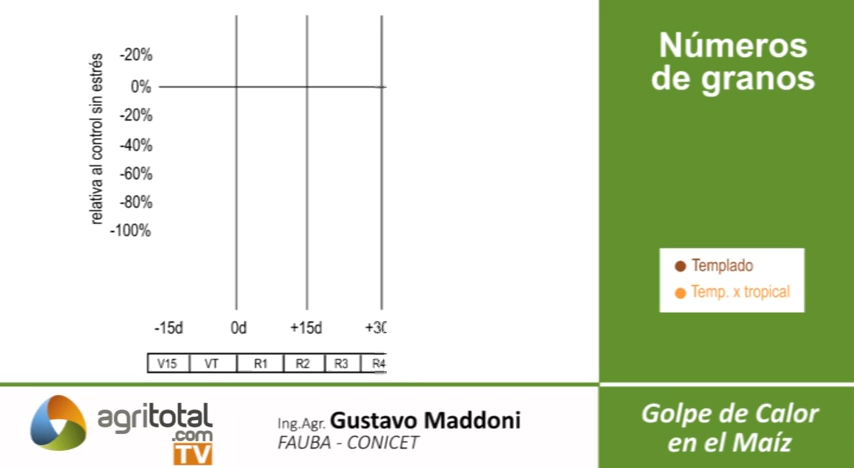 Números
de granos
relativa al control sin estrés
-20%
0%
-20%
-40%
-60%
-80%
-100%
-15d 0d +15d +30
V15 VT R1 R2 R3 R4
Templado
Temp. x tropical
agritotal
.com
TV
Ing.Agr. Gustavo Maddoni
FAUBA - CONICET
Golpe de Calor
en el Maíz